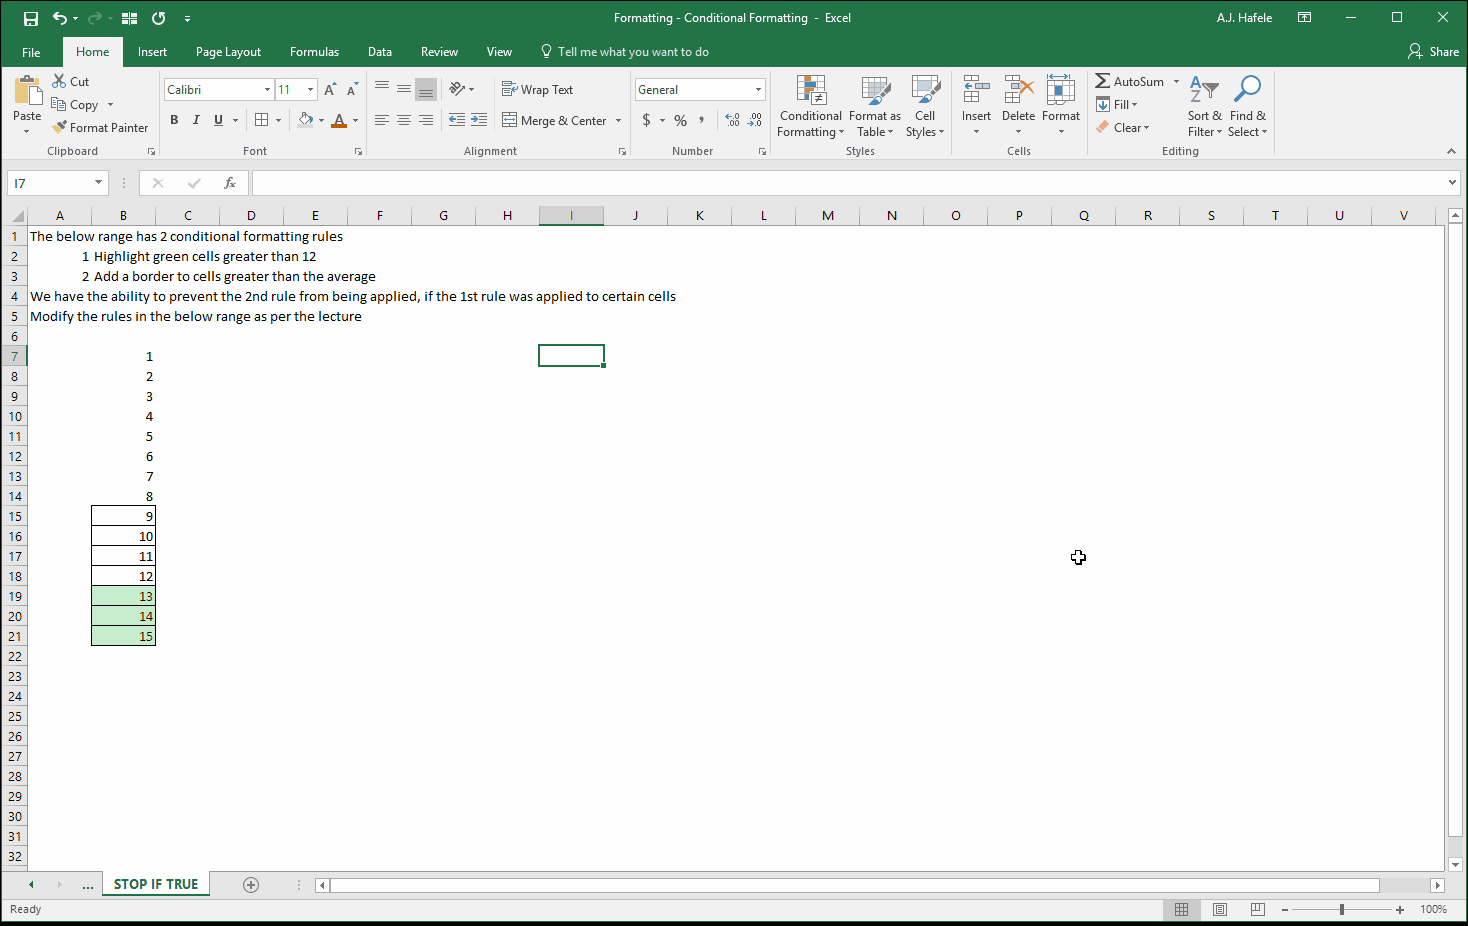 Formatting - Conditional Formatting - Excel
A.J. Hafele
File Home Insert Page Layout Formulas Data Review View Tell me what you want to do Share
Paste
Cut
Copy
Format Painter
Clipboard
Calibri 11
B I U A
Font
Wrap Text
Merge & Center
Alignment
General
$ % ,
Number
Conditional Formatting
Format as Table
Cell Styles
Styles
Insert
Delete
Format
Cells
AutoSum
Fill
Clear
Sort & Filter
Find & Select
Editing
I7 fx
A B C D E F G H I J K L M N O P Q R S T U V
1 The below range has 2 conditional formatting rules
2 1 Highlight green cells greater than 12
3 2 Add a border to cells greater than the average
4 We have the ability to prevent the 2nd rule from being applied, if the 1st rule was applied to certain cells
5 Modify the rules in the below range as per the lecture
6
7 1
8 2
9 3
10 4
11 5
12 6
13 7
14 8
15 9
16 10
17 11
18 12
19 13
20 14
21 15
22
23
24
25
26
27
28
29
30
31
32
... STOP IF TRUE
Ready
100%